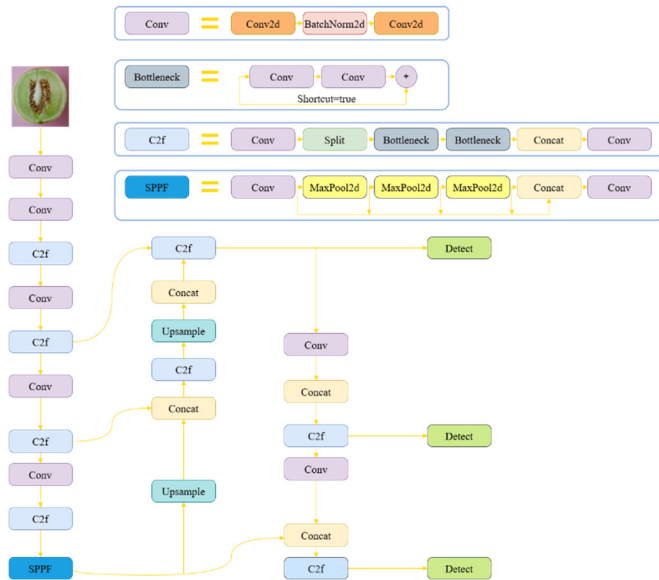 Conv = Conv2d BatchNorm2d Conv2d
Bottleneck = Conv Conv +
Shortcut=true
C2f = Conv Split Bottleneck Bottleneck Concat Conv
SPPF = Conv MaxPool2d MaxPool2d MaxPool2d Concat Conv
Conv
Conv
C2f
Conv
C2f
Conv
C2f
Conv
C2f
SPPF
C2f
Concat
Upsample
C2f
Concat
Upsample
Conv
Concat
C2f
Conv
Concat
C2f
Detect
Detect
Detect